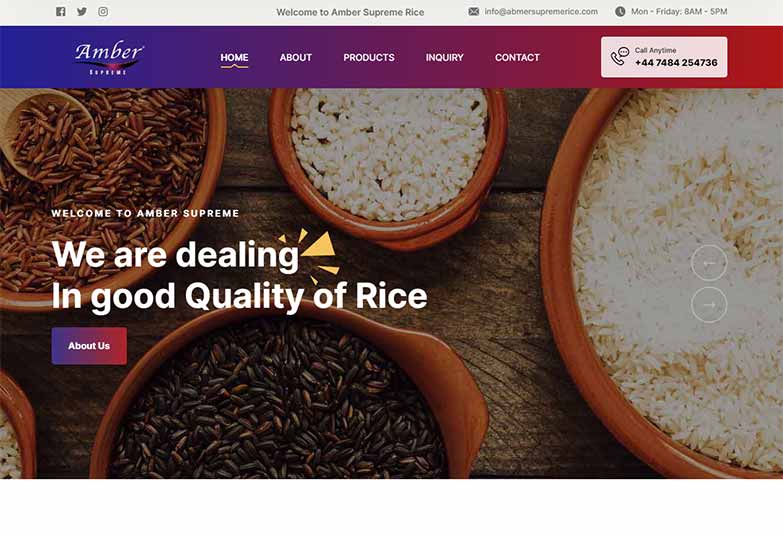 Welcome to Amber Supreme Rice
info@abmersupremerice.com
Mon - Friday: 8AM - 5PM
Amber
SUPREME
HOME
ABOUT
PRODUCTS
INQUIRY
CONTACT
Call Anytime
+44 7484 254736
WELCOME TO AMBER SUPREME
We are dealing
In good Quality of Rice
About Us